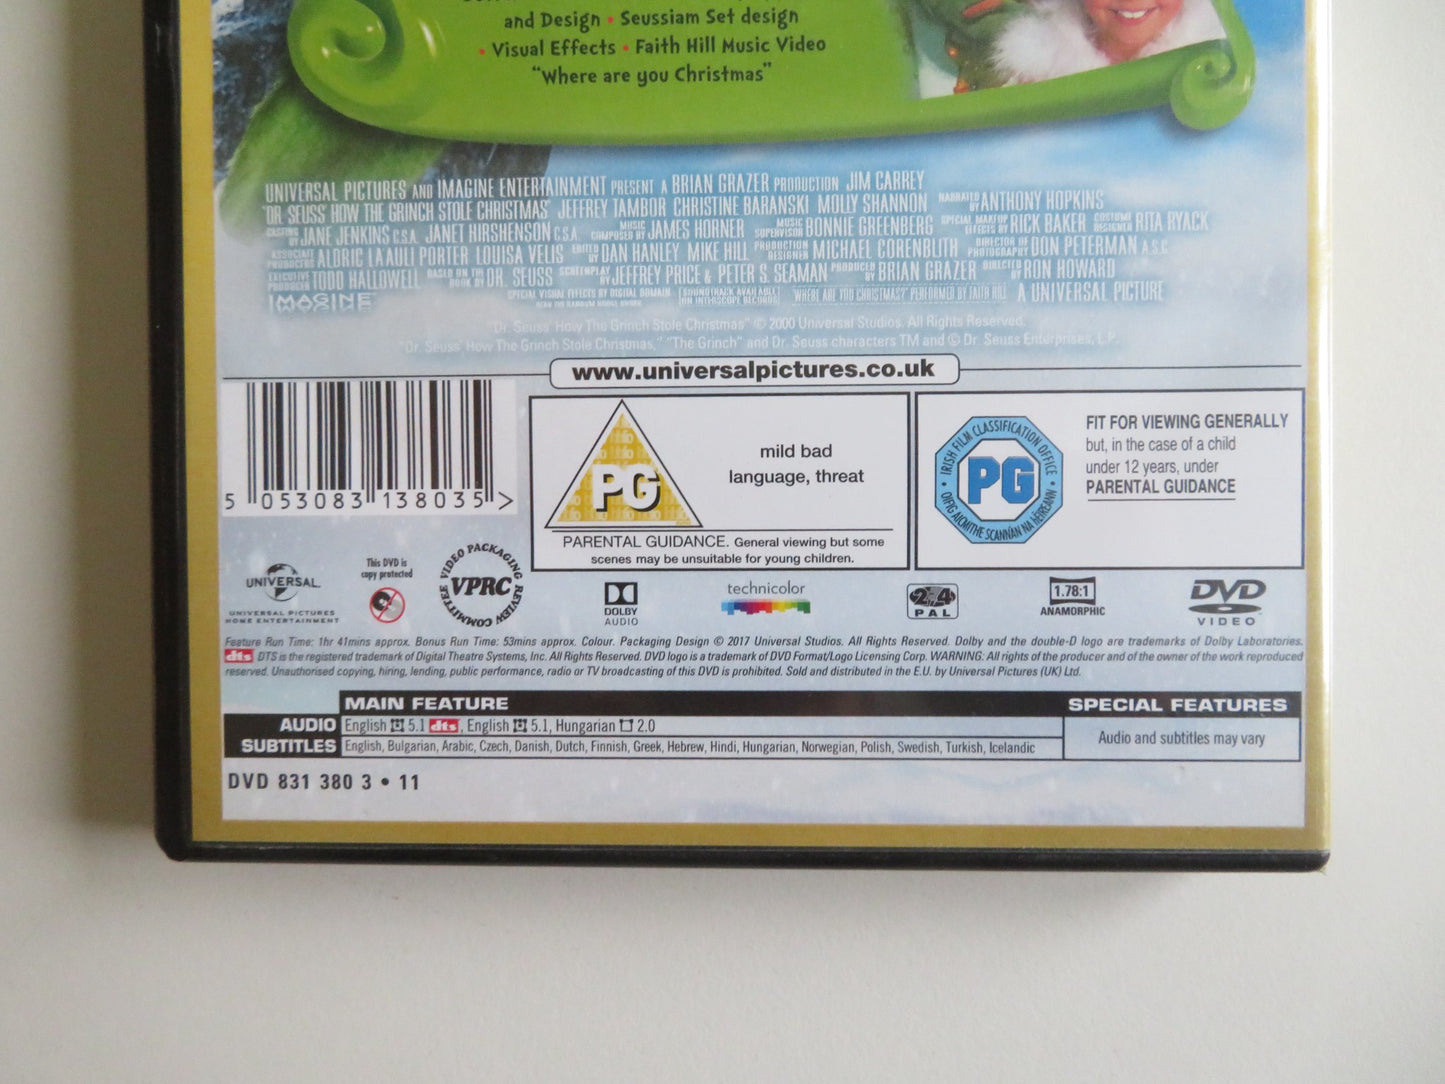 and Design • Seussiam Set design
• Visual Effects • Faith Hill Music Video
"Where are you Christmas"
UNIVERSAL PICTURES AND IMAGINE ENTERTAINMENT PRESENT A BRIAN GRAZER PRODUCTION JIM CARREY
'DR. SEUSS' HOW THE GRINCH STOLE CHRISTMAS' JEFFREY TAMBOR CHRISTINE BARANSKI MOLLY SHANNON NARRATED BY ANTHONY HOPKINS
CASTING BY JANE JENKINS C.S.A. JANET HIRSHENSON C.S.A. MUSIC COMPOSED BY JAMES HORNER MUSIC SUPERVISOR BONNIE GREENBERG SPECIAL MAKEUP EFFECTS BY RICK BAKER COSTUME DESIGNER RITA RYACK
ASSOCIATE PRODUCERS ALDRIC LA'AULI PORTER LOUISA VELIS EDITED BY DAN HANLEY MIKE HILL PRODUCTION DESIGNER MICHAEL CORENBLITH DIRECTOR OF PHOTOGRAPHY DON PETERMAN A.S.C.
EXECUTIVE PRODUCER TODD HALLOWELL BASED ON THE BOOK BY DR. SEUSS SCREENPLAY BY JEFFREY PRICE & PETER S. SEAMAN PRODUCED BY BRIAN GRAZER DIRECTED BY RON HOWARD
IMAGINE SPECIAL VISUAL EFFECTS BY DIGITAL DOMAIN SOUNDTRACK AVAILABLE ON INTERSCOPE RECORDS "WHERE ARE YOU CHRISTMAS?" PERFORMED BY FAITH HILL A UNIVERSAL PICTURE
"Dr. Seuss' How The Grinch Stole Christmas" © 2000 Universal Studios. All Rights Reserved.
"Dr. Seuss' How The Grinch Stole Christmas," "The Grinch" and Dr. Seuss characters TM and © Dr. Seuss Enterprises, L.P.
www.universalpictures.co.uk
5 053083 138035 >
PG
mild bad
language, threat
PARENTAL GUIDANCE. General viewing but some
scenes may be unsuitable for young children.
IRISH FILM CLASSIFICATION OFFICE
PG
OIFIG AICMITHE SCANNÁN NA hÉIREANN
FIT FOR VIEWING GENERALLY
but, in the case of a child
under 12 years, under
PARENTAL GUIDANCE
UNIVERSAL
UNIVERSAL PICTURES
HOME ENTERTAINMENT
This DVD is
copy protected
VIDEO PACKAGING REVIEW COMMITTEE
VPRC
DOLBY
AUDIO
technicolor
2 4
PAL
1.78:1
ANAMORPHIC
DVD
VIDEO
Feature Run Time: 1hr 41mins approx. Bonus Run Time: 53mins approx. Colour. Packaging Design © 2017 Universal Studios. All Rights Reserved. Dolby and the double-D logo are trademarks of Dolby Laboratories.
dts DTS is the registered trademark of Digital Theatre Systems, Inc. All Rights Reserved. DVD logo is a trademark of DVD Format/Logo Licensing Corp. WARNING: All rights of the producer and of the owner of the work reproduced
reserved. Unauthorised copying, hiring, lending, public performance, radio or TV broadcasting of this DVD is prohibited. Sold and distributed in the E.U. by Universal Pictures (UK) Ltd.
MAIN FEATURE
SPECIAL FEATURES
AUDIO English 5.1 dts, English 5.1, Hungarian 2.0
SUBTITLES English, Bulgarian, Arabic, Czech, Danish, Dutch, Finnish, Greek, Hebrew, Hindi, Hungarian, Norwegian, Polish, Swedish, Turkish, Icelandic
Audio and subtitles may vary
DVD 831 380 3 • 11